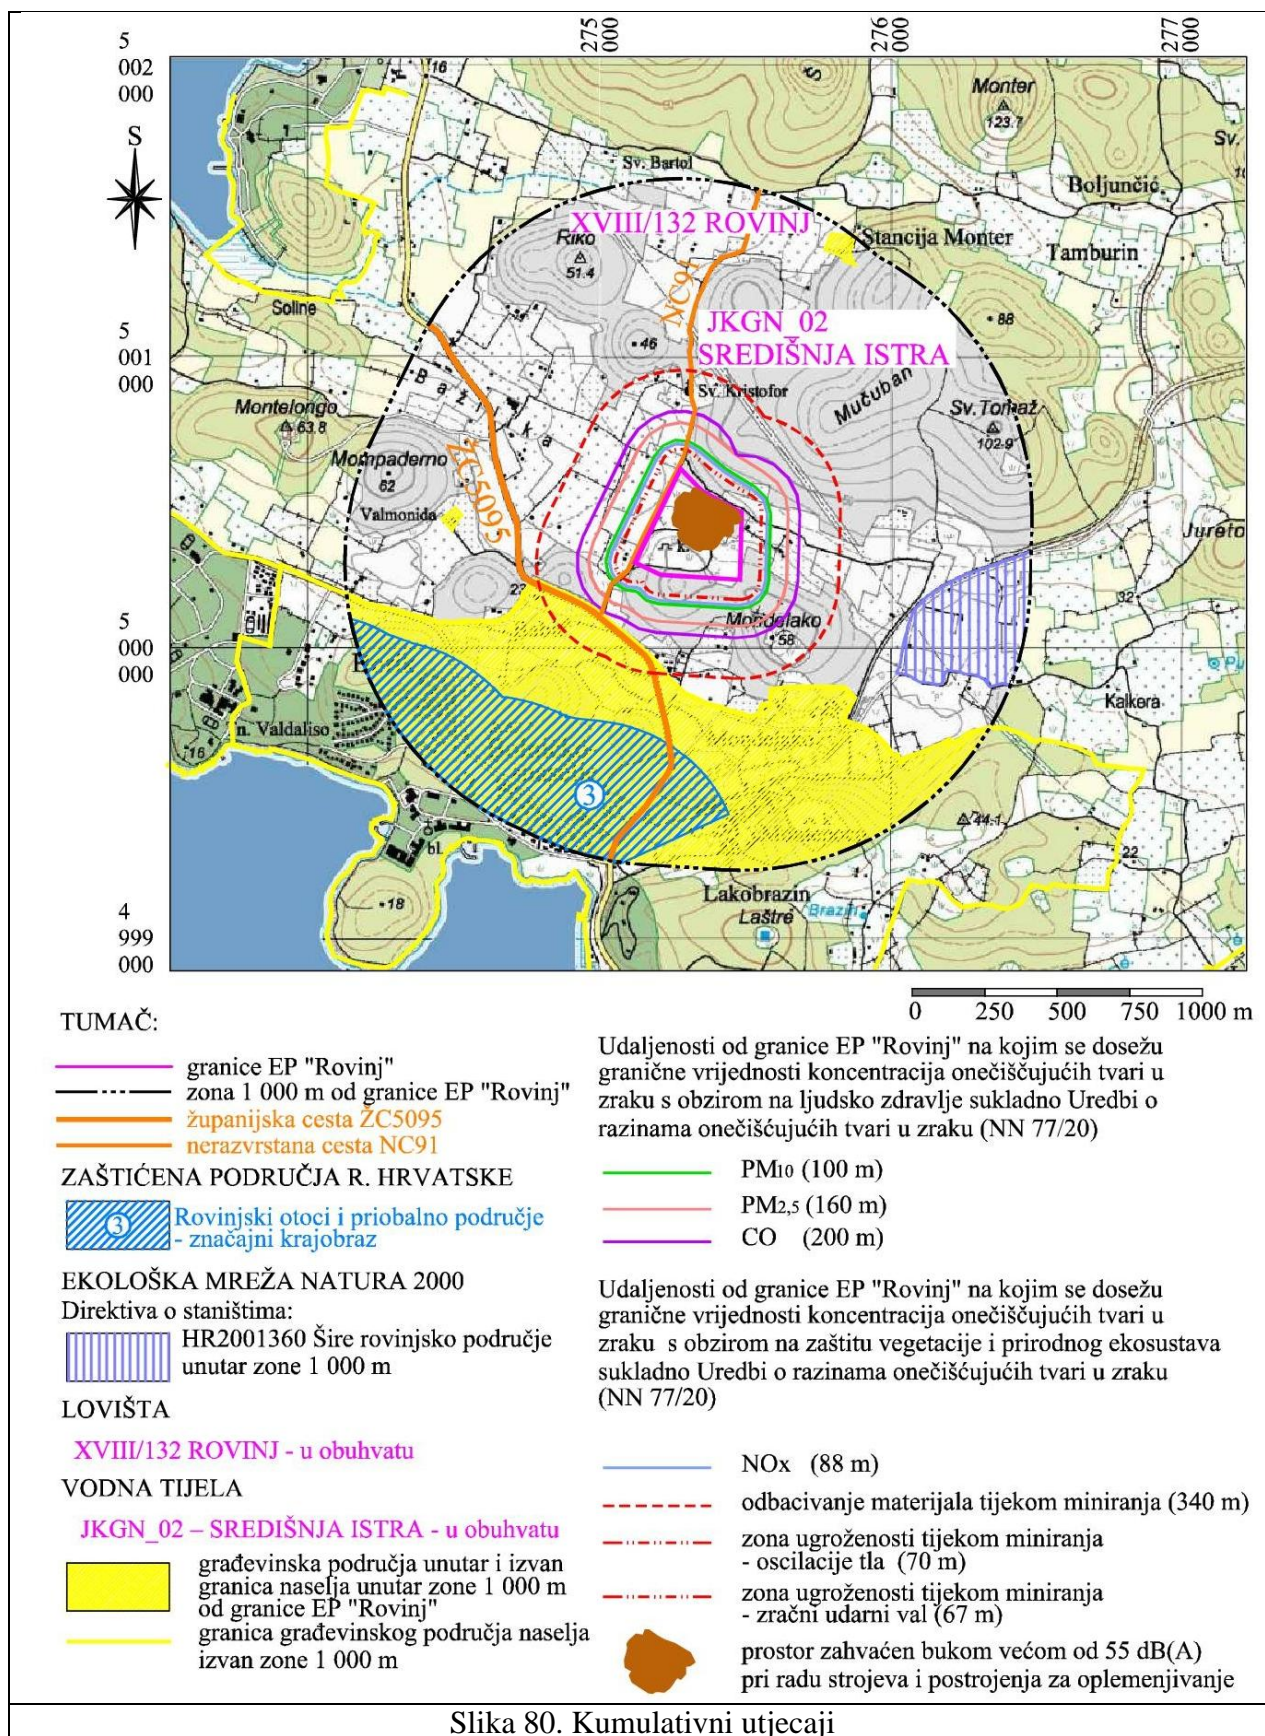 275
000
276
000
277
000
5
002
000
S
16
Monter
123.7
Sv.
Sv. Bartol
Boljunčić
XVIII/132 ROVINJ
Riko
51.4
Stancija Monter
Tamburin
NC91
Soline
JKGN_02
SREDIŠNJA ISTRA
88
46
5
001
000
Bažlika
Sv. Kristofor
Mučuban
Montelongo
63.8
Sv. Tomaž
102.9
Mompaderno
62
ŽC5095
Valmonida
k.
Jureto
27
32
5
000
000
Mondelako
58
Kalkera
n. Valdaliso
16
3
44.1
bl.
22
18
Lakobrazin
Laštre
Brazin
4
999
000
0 250 500 750 1000 m
TUMAČ:
granice EP "Rovinj"
zona 1 000 m od granice EP "Rovinj"
županijska cesta ŽC5095
nerazvrstana cesta NC91
ZAŠTIĆENA PODRUČJA R. HRVATSKE
3 Rovinjski otoci i priobalno područje
- značajni krajobraz
EKOLOŠKA MREŽA NATURA 2000
Direktiva o staništima:
HR2001360 Šire rovinjsko područje
unutar zone 1 000 m
LOVIŠTA
XVIII/132 ROVINJ - u obuhvatu
VODNA TIJELA
JKGN_02 – SREDIŠNJA ISTRA - u obuhvatu
građevinska područja unutar i izvan
granica naselja unutar zone 1 000 m
od granice EP "Rovinj"
granica građevinskog područja naselja
izvan zone 1 000 m
Udaljenosti od granice EP "Rovinj" na kojim se dosežu
granične vrijednosti koncentracija onečiščujućih tvari u
zraku s obzirom na ljudsko zdravlje sukladno Uredbi o
razinama onečišćujućih tvari u zraku (NN 77/20)
PM10 (100 m)
PM2,5 (160 m)
CO (200 m)
Udaljenosti od granice EP "Rovinj" na kojim se dosežu
granične vrijednosti koncentracija onečiščujućih tvari u
zraku s obzirom na zaštitu vegetacije i prirodnog ekosustava
sukladno Uredbi o razinama onečišćujućih tvari u zraku
(NN 77/20)
NOx (88 m)
odbacivanje materijala tijekom miniranja (340 m)
zona ugroženosti tijekom miniranja
- oscilacije tla (70 m)
zona ugroženosti tijekom miniranja
- zračni udarni val (67 m)
prostor zahvaćen bukom većom od 55 dB(A)
pri radu strojeva i postrojenja za oplemenjivanje
Slika 80. Kumulativni utjecaji